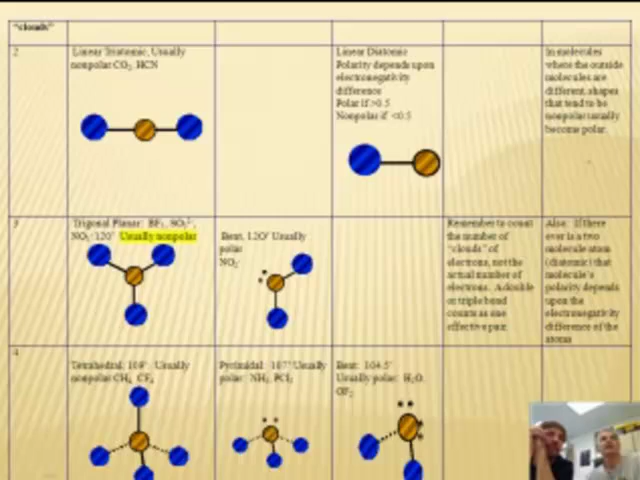 "clouds"
2
Linear Triatomic, Usually
nonpolar CO2, HCN
Linear Diatomic
Polarity depends upon
electronegativity
difference
Polar if >0.5
Nonpolar if <0.5
In molecules
where the outside
molecules are
different, shapes
that tend to be
nonpolar usually
become polar.
3
Trigonal Planar: BF3, SO3
NO3 120° Usually nonpolar
Bent, 120° Usually
polar
NO2
Remember to count
the number of
"clouds" of
electrons, not the
actual number of
electrons. A double
or triple bond
counts as one
effective pair
Also: If there
ever is a two
molecule atom
(diatomic) that
molecule's
polarity depends
upon the
electronegativity
difference of the
atoms
4
Tetrahedral; 109° Usually
nonpolar CH4 CF4
Pyrimidal: 107° Usually
polar: NH3, PCl3
Bent: 104.5°
Usually polar: H2O,
OF2